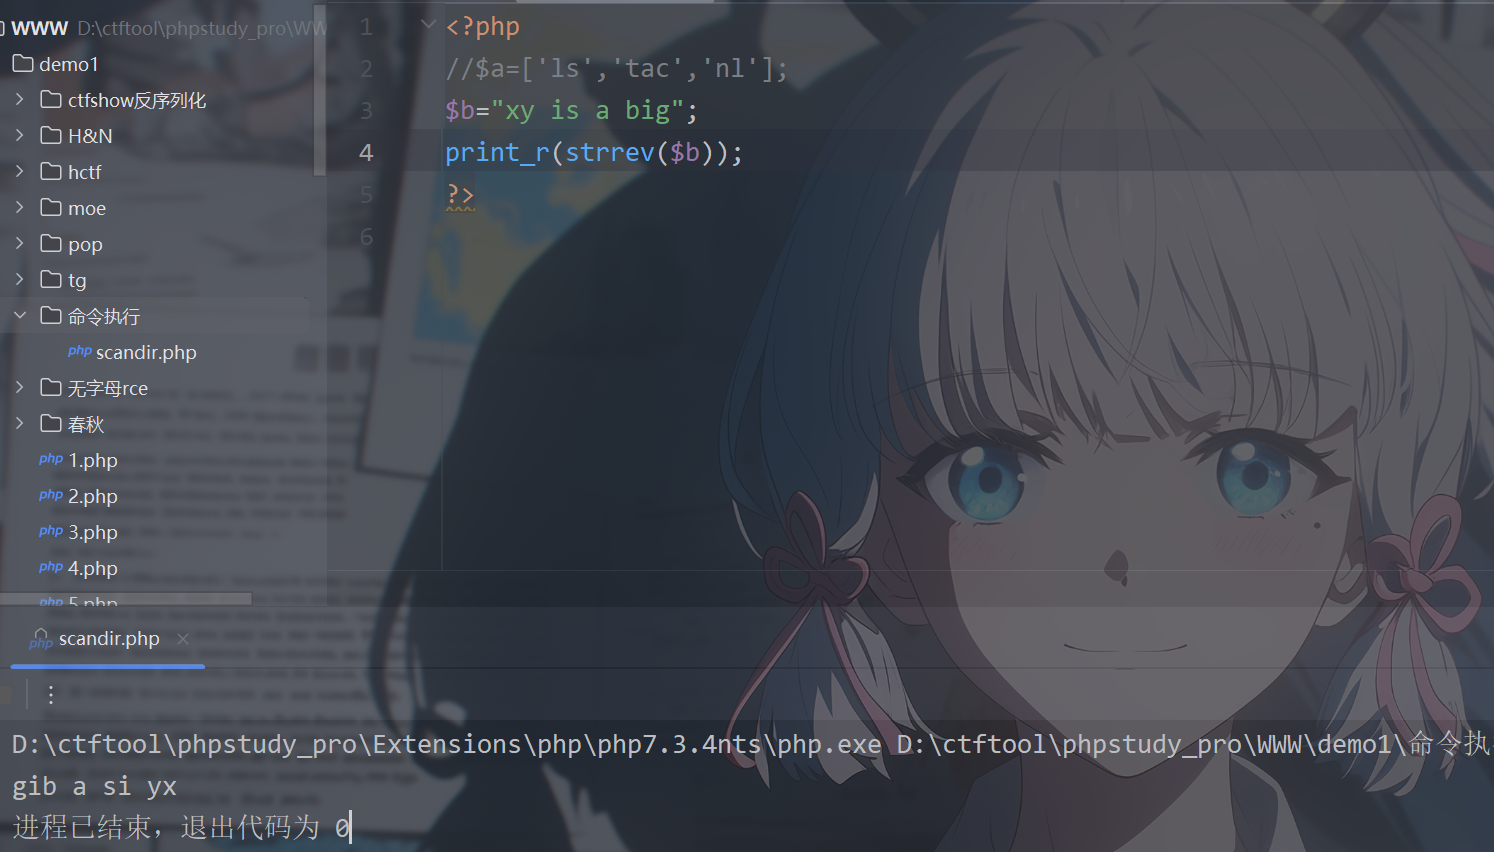 WWW D:\ctftool\phpstudy_pro\WW
demo1
ctfshow反序列化
H&N
hctf
moe
pop
tg
命令执行
php scandir.php
无字母rce
春秋
php 1.php
php 2.php
php 3.php
php 4.php
php 5.php
1 <?php
2 //$a=['ls','tac','nl'];
3 $b="xy is a big";
4 print_r(strrev($b));
5 ?>
6
php scandir.php ×
D:\ctftool\phpstudy_pro\Extensions\php\php7.3.4nts\php.exe D:\ctftool\phpstudy_pro\WWW\demo1\命令执
gib a si yx
进程已结束，退出代码为 0